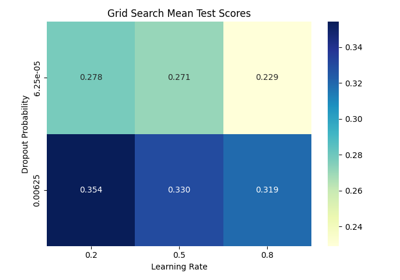 Grid Search Mean Test Scores
Dropout Probability
6.25e-05
0.278 0.271 0.229
0.00625
0.354 0.330 0.319
0.2 0.5 0.8
Learning Rate
0.34
0.32
0.30
0.28
0.26
0.24